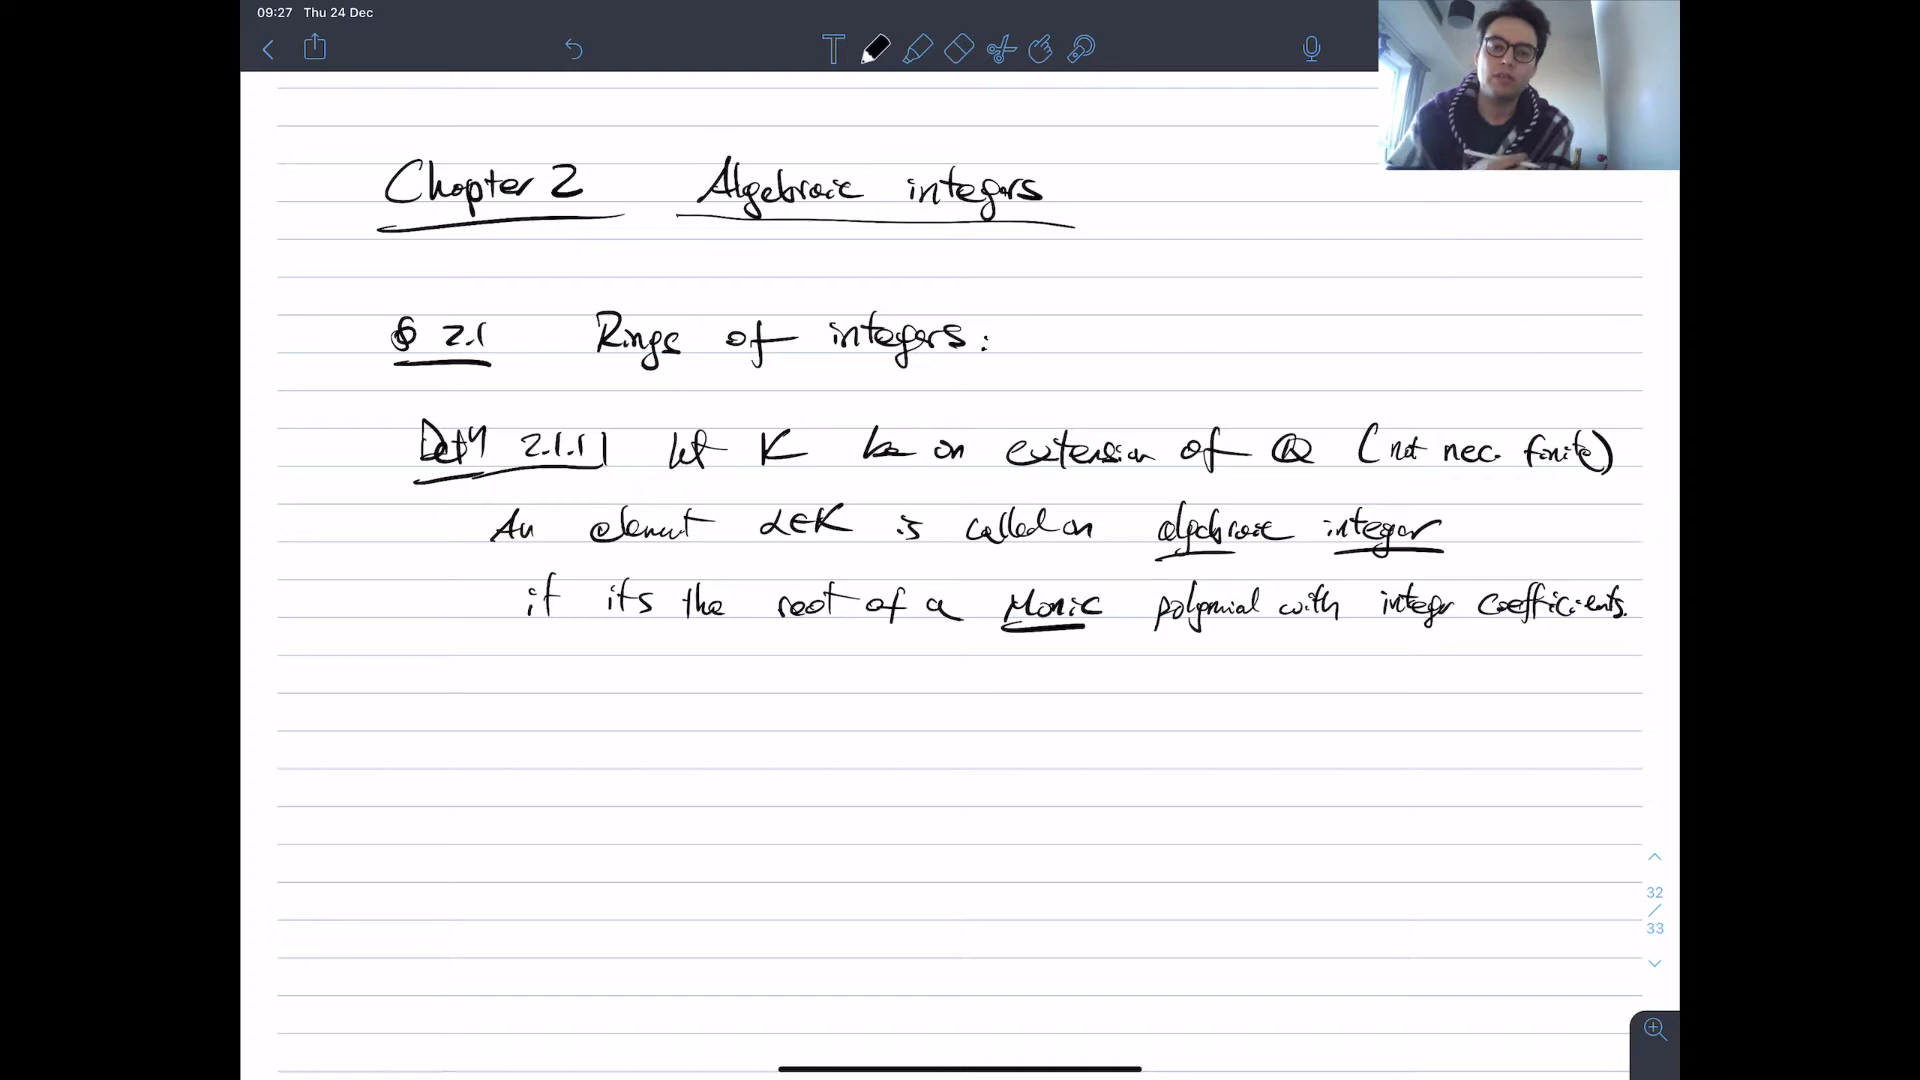 09:27 Thu 24 Dec
Chapter 2 Algebraic integers
§ 2.1 Rings of integers:
Defn 2.1.1 Let K be an extension of ℚ (not nec. finite)
An element α∈K is called an algebraic integer
if its the root of a Monic polynomial with integer coefficients.
32
/
33